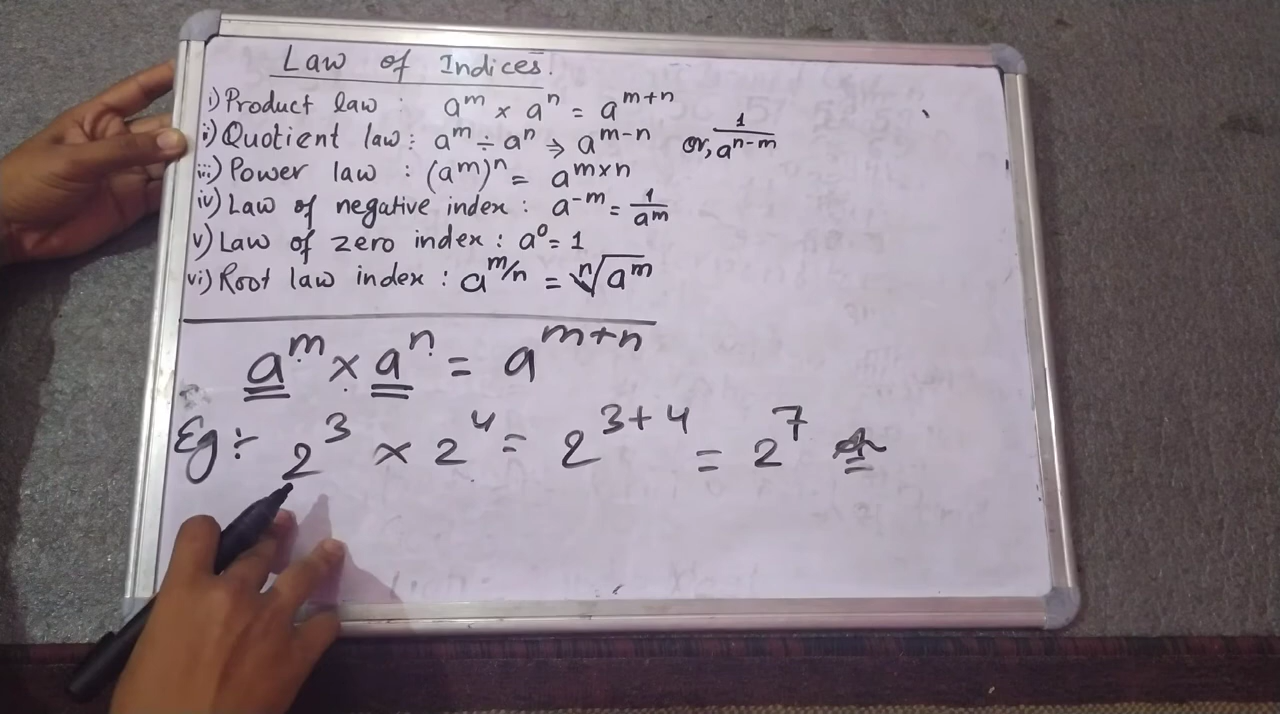 Law of Indices.
i) Product law : a^m × a^n = a^(m+n)
ii) Quotient law : a^m ÷ a^n ⇒ a^(m-n) or, 1/a^(n-m)
iii) Power law : (a^m)^n = a^(m×n)
iv) Law of negative index : a^-m = 1/a^m
v) Law of zero index : a^0 = 1
vi) Root law index : a^(m/n) = ⁿ√(a^m)
a^m × a^n = a^(m+n)
Eg :- 2^3 × 2^4 = 2^(3+4) = 2^7